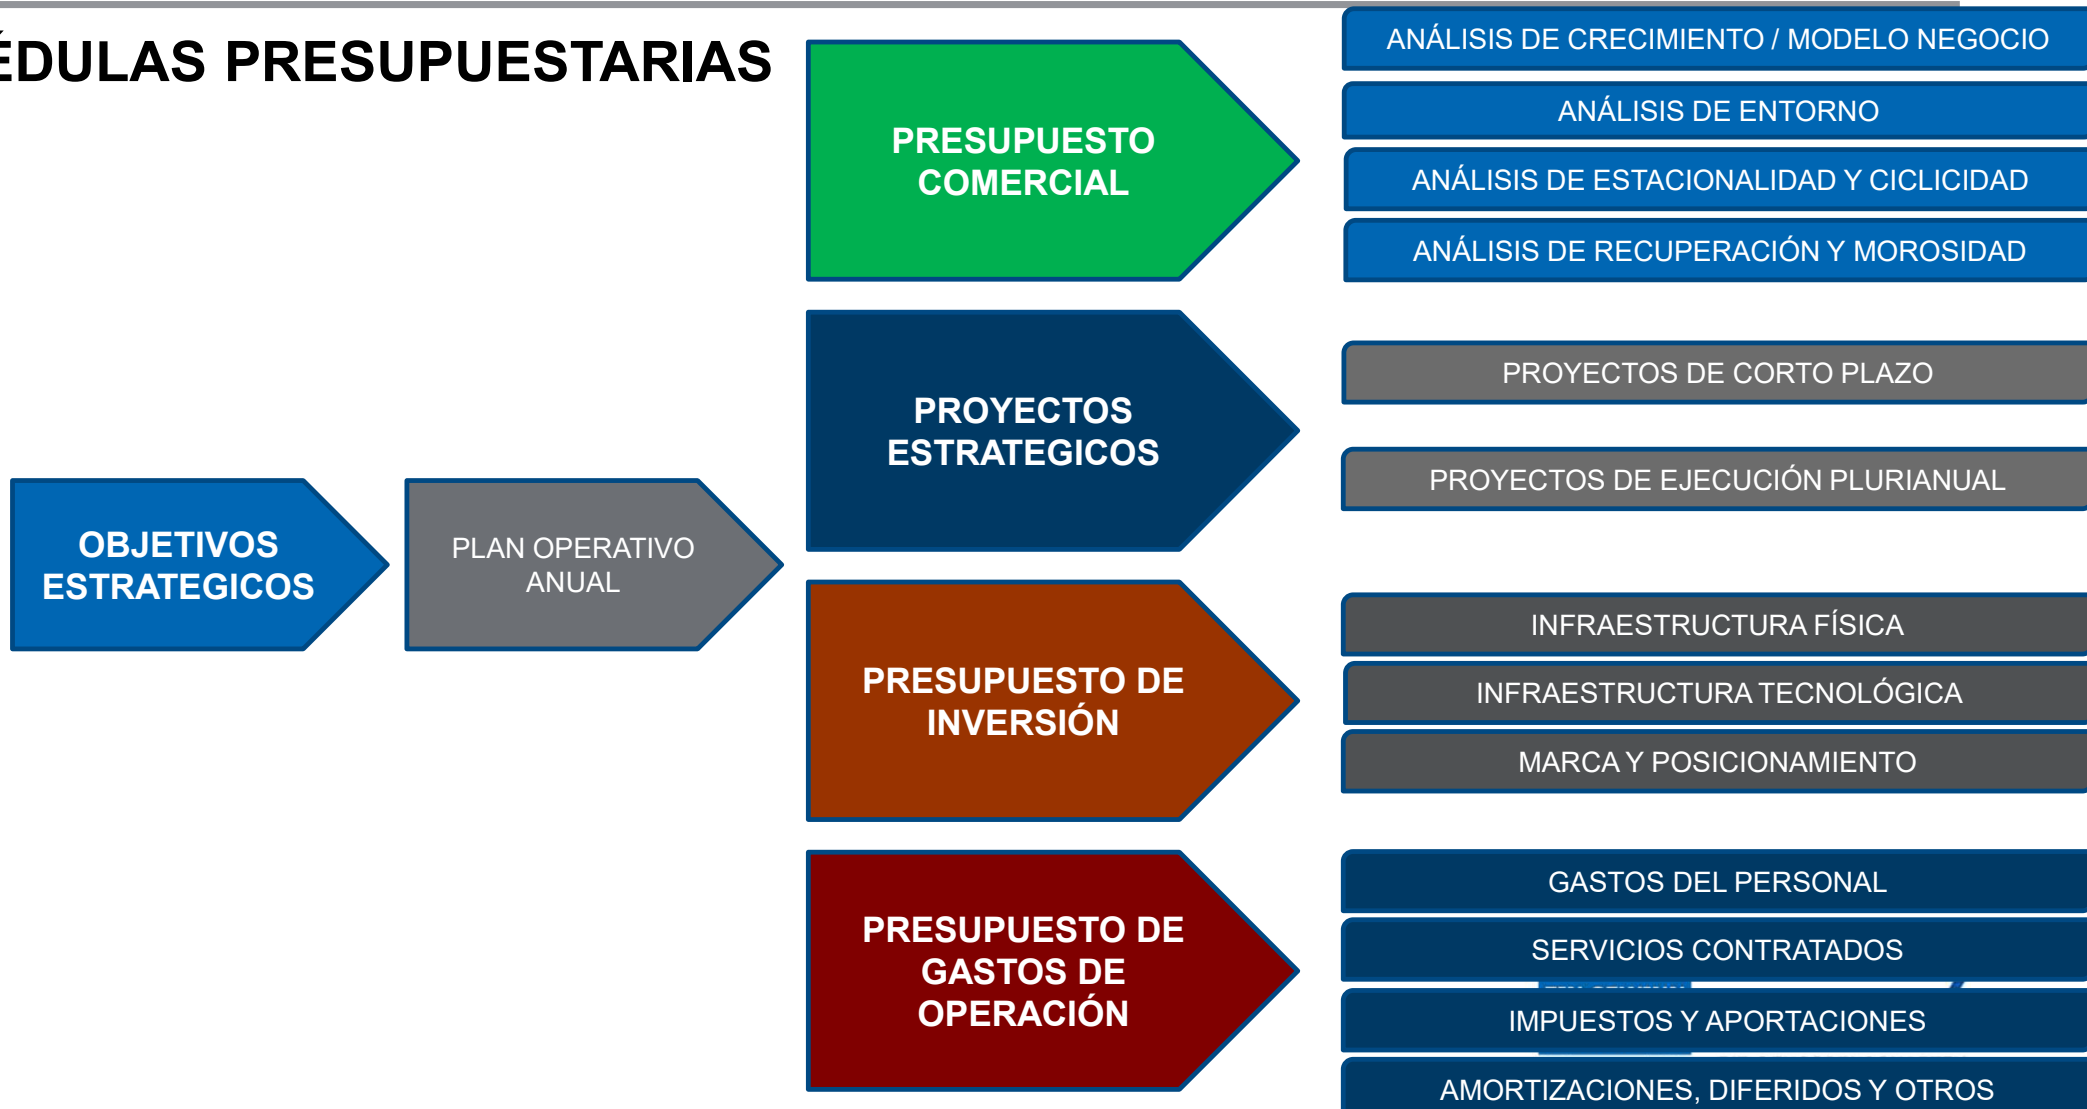 ÉDULAS PRESUPUESTARIAS
OBJETIVOS
ESTRATEGICOS
PLAN OPERATIVO
ANUAL
PRESUPUESTO
COMERCIAL
ANÁLISIS DE CRECIMIENTO / MODELO NEGOCIO
ANÁLISIS DE ENTORNO
ANÁLISIS DE ESTACIONALIDAD Y CICLICIDAD
ANÁLISIS DE RECUPERACIÓN Y MOROSIDAD
PROYECTOS
ESTRATEGICOS
PROYECTOS DE CORTO PLAZO
PROYECTOS DE EJECUCIÓN PLURIANUAL
PRESUPUESTO DE
INVERSIÓN
INFRAESTRUCTURA FÍSICA
INFRAESTRUCTURA TECNOLÓGICA
MARCA Y POSICIONAMIENTO
PRESUPUESTO DE
GASTOS DE
OPERACIÓN
GASTOS DEL PERSONAL
SERVICIOS CONTRATADOS
IMPUESTOS Y APORTACIONES
AMORTIZACIONES, DIFERIDOS Y OTROS